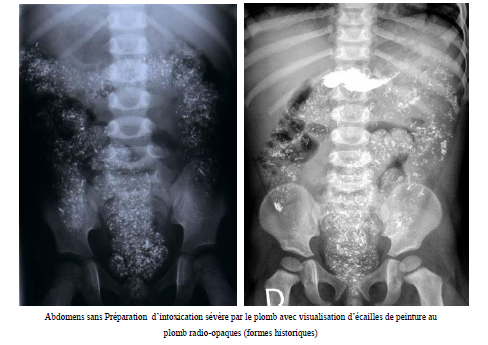 D
Abdomens sans Préparation d'intoxication sévère par le plomb avec visualisation d'écailles de peinture au
plomb radio-opaques (formes historiques)